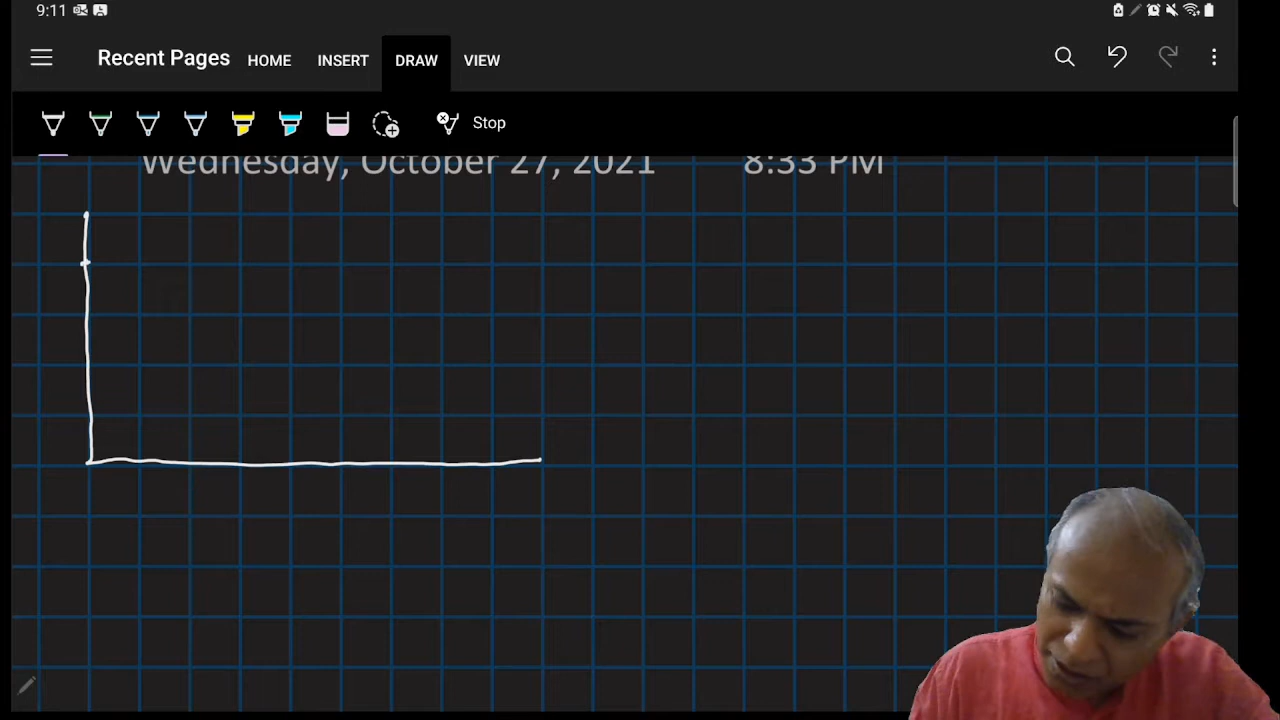 9:11
Recent Pages HOME INSERT DRAW VIEW
Stop
Wednesday, October 27, 2021 8:33 PM